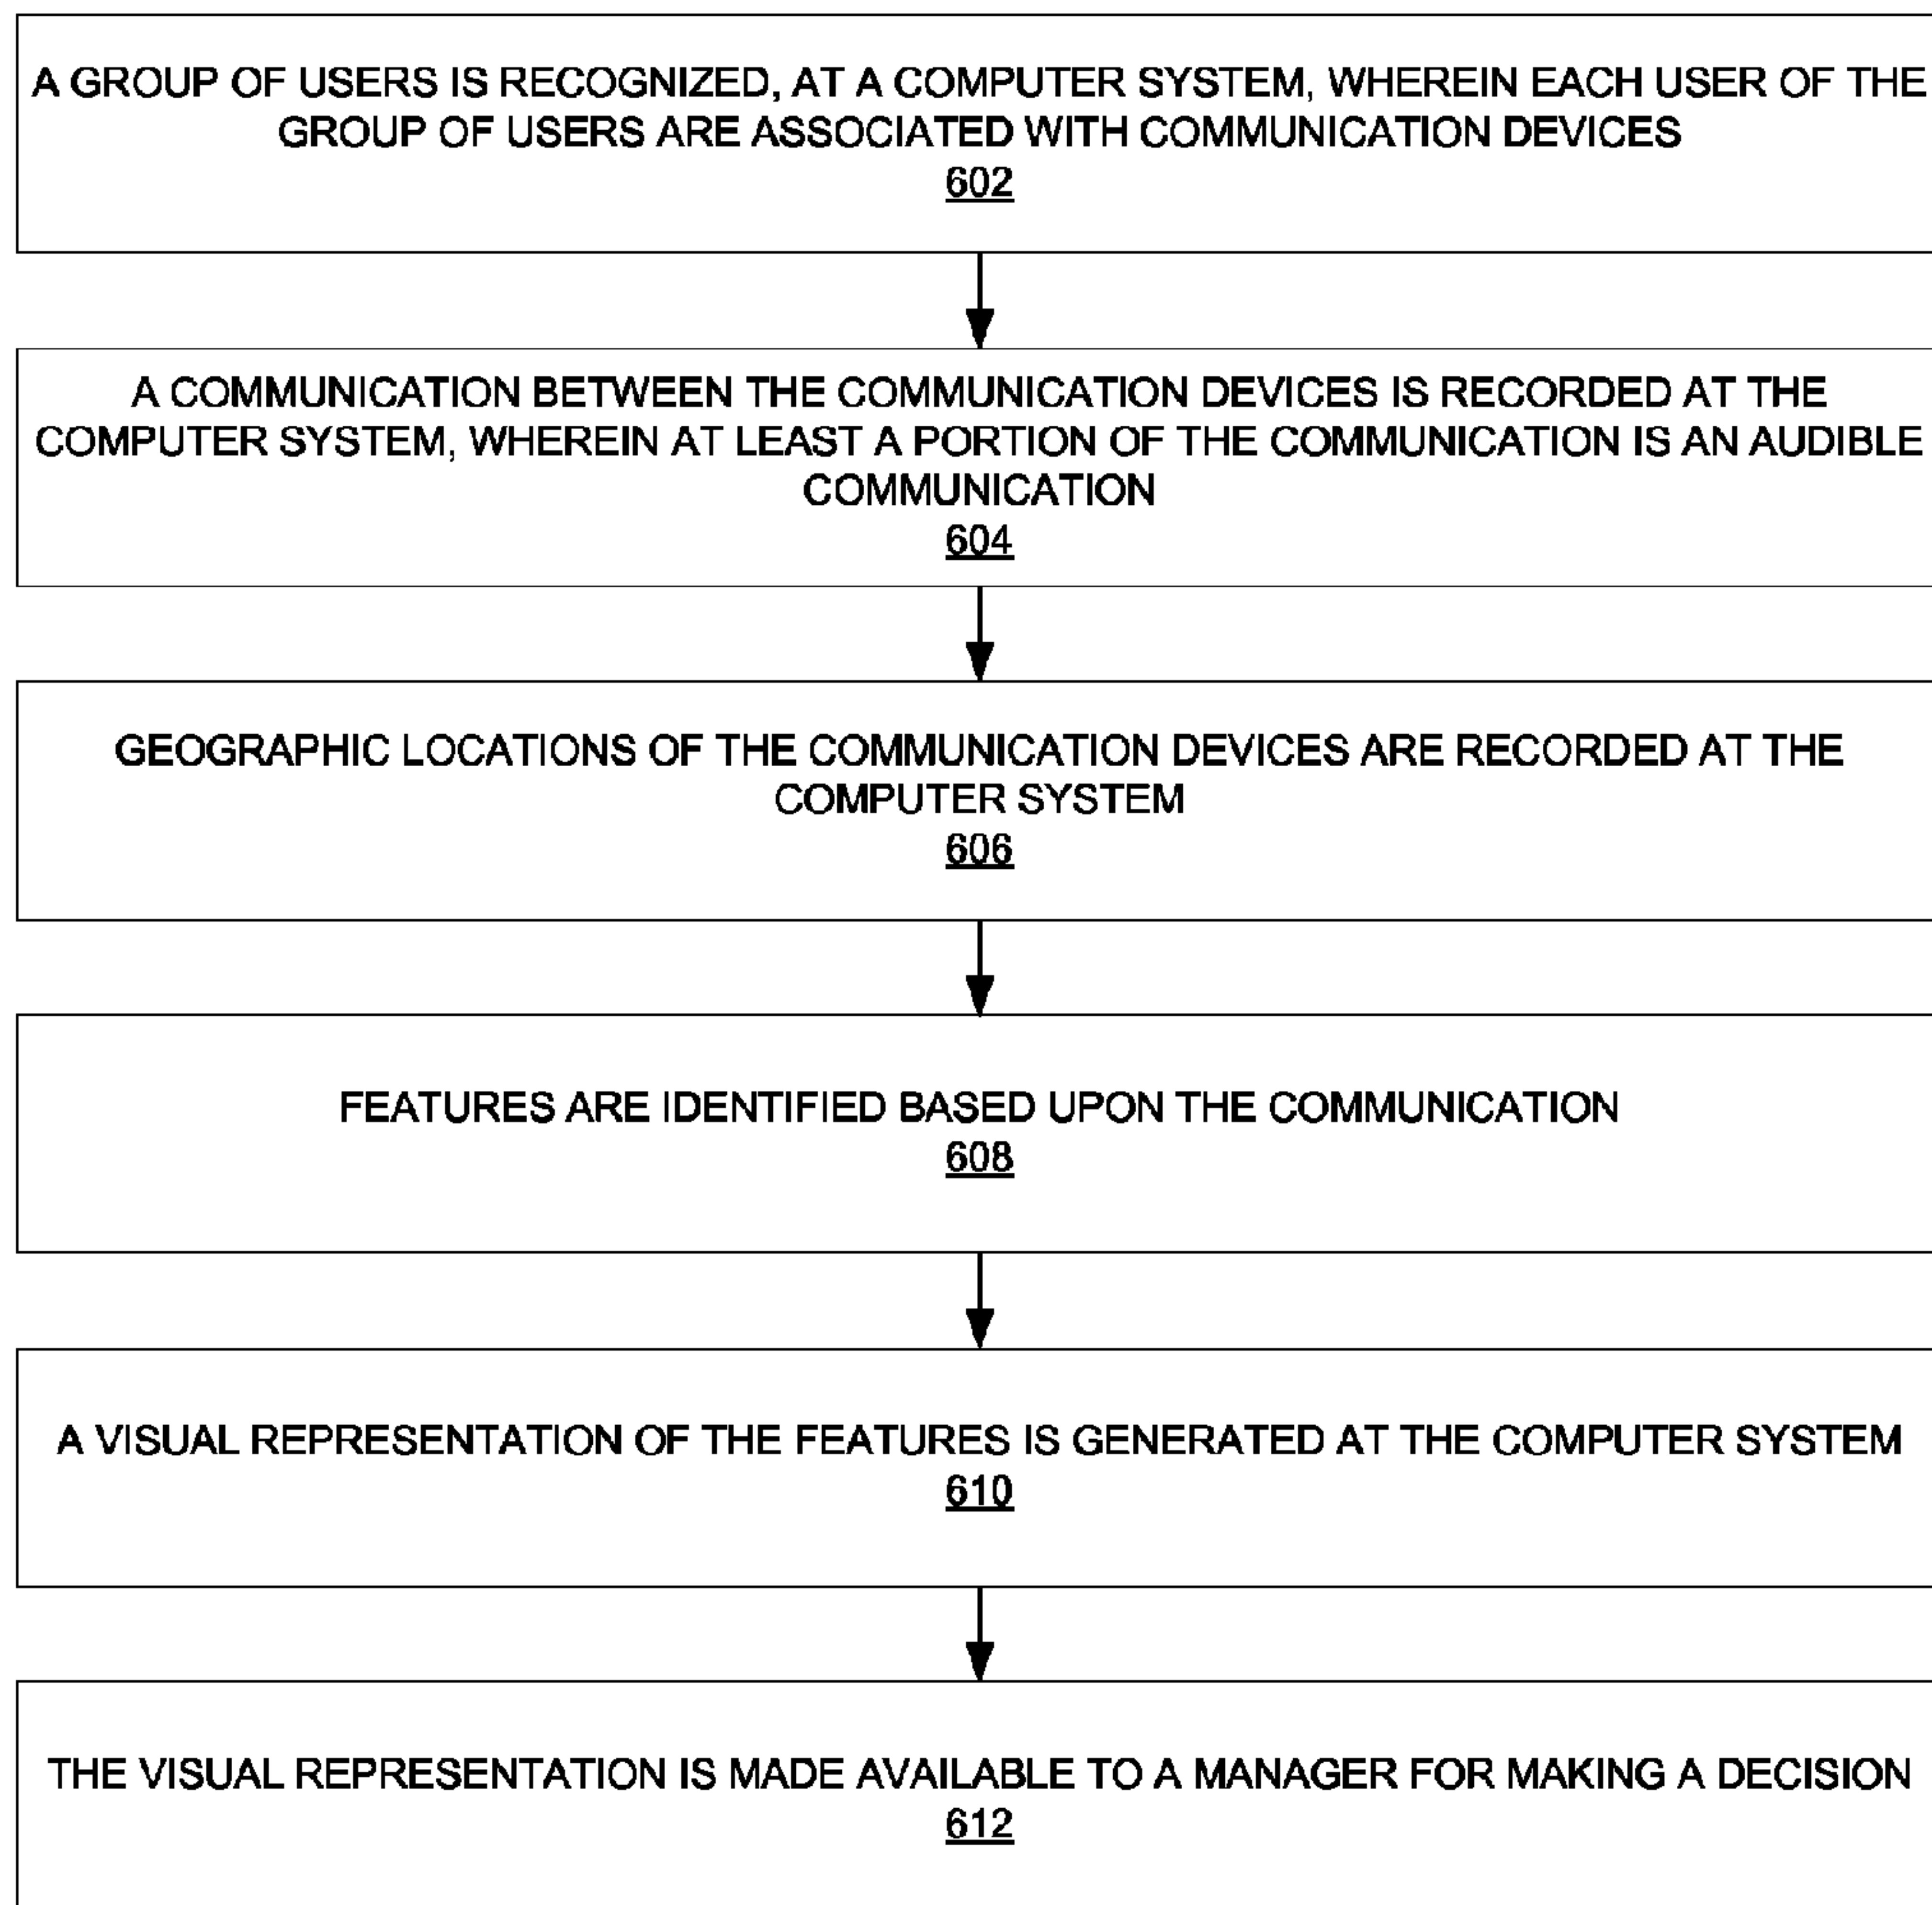 A GROUP OF USERS IS RECOGNIZED, AT A COMPUTER SYSTEM, WHEREIN EACH USER OF THE
GROUP OF USERS ARE ASSOCIATED WITH COMMUNICATION DEVICES
602
A COMMUNICATION BETWEEN THE COMMUNICATION DEVICES IS RECORDED AT THE
COMPUTER SYSTEM, WHEREIN AT LEAST A PORTION OF THE COMMUNICATION IS AN AUDIBLE
COMMUNICATION
604
GEOGRAPHIC LOCATIONS OF THE COMMUNICATION DEVICES ARE RECORDED AT THE
COMPUTER SYSTEM
606
FEATURES ARE IDENTIFIED BASED UPON THE COMMUNICATION
608
A VISUAL REPRESENTATION OF THE FEATURES IS GENERATED AT THE COMPUTER SYSTEM
610
THE VISUAL REPRESENTATION IS MADE AVAILABLE TO A MANAGER FOR MAKING A DECISION
612